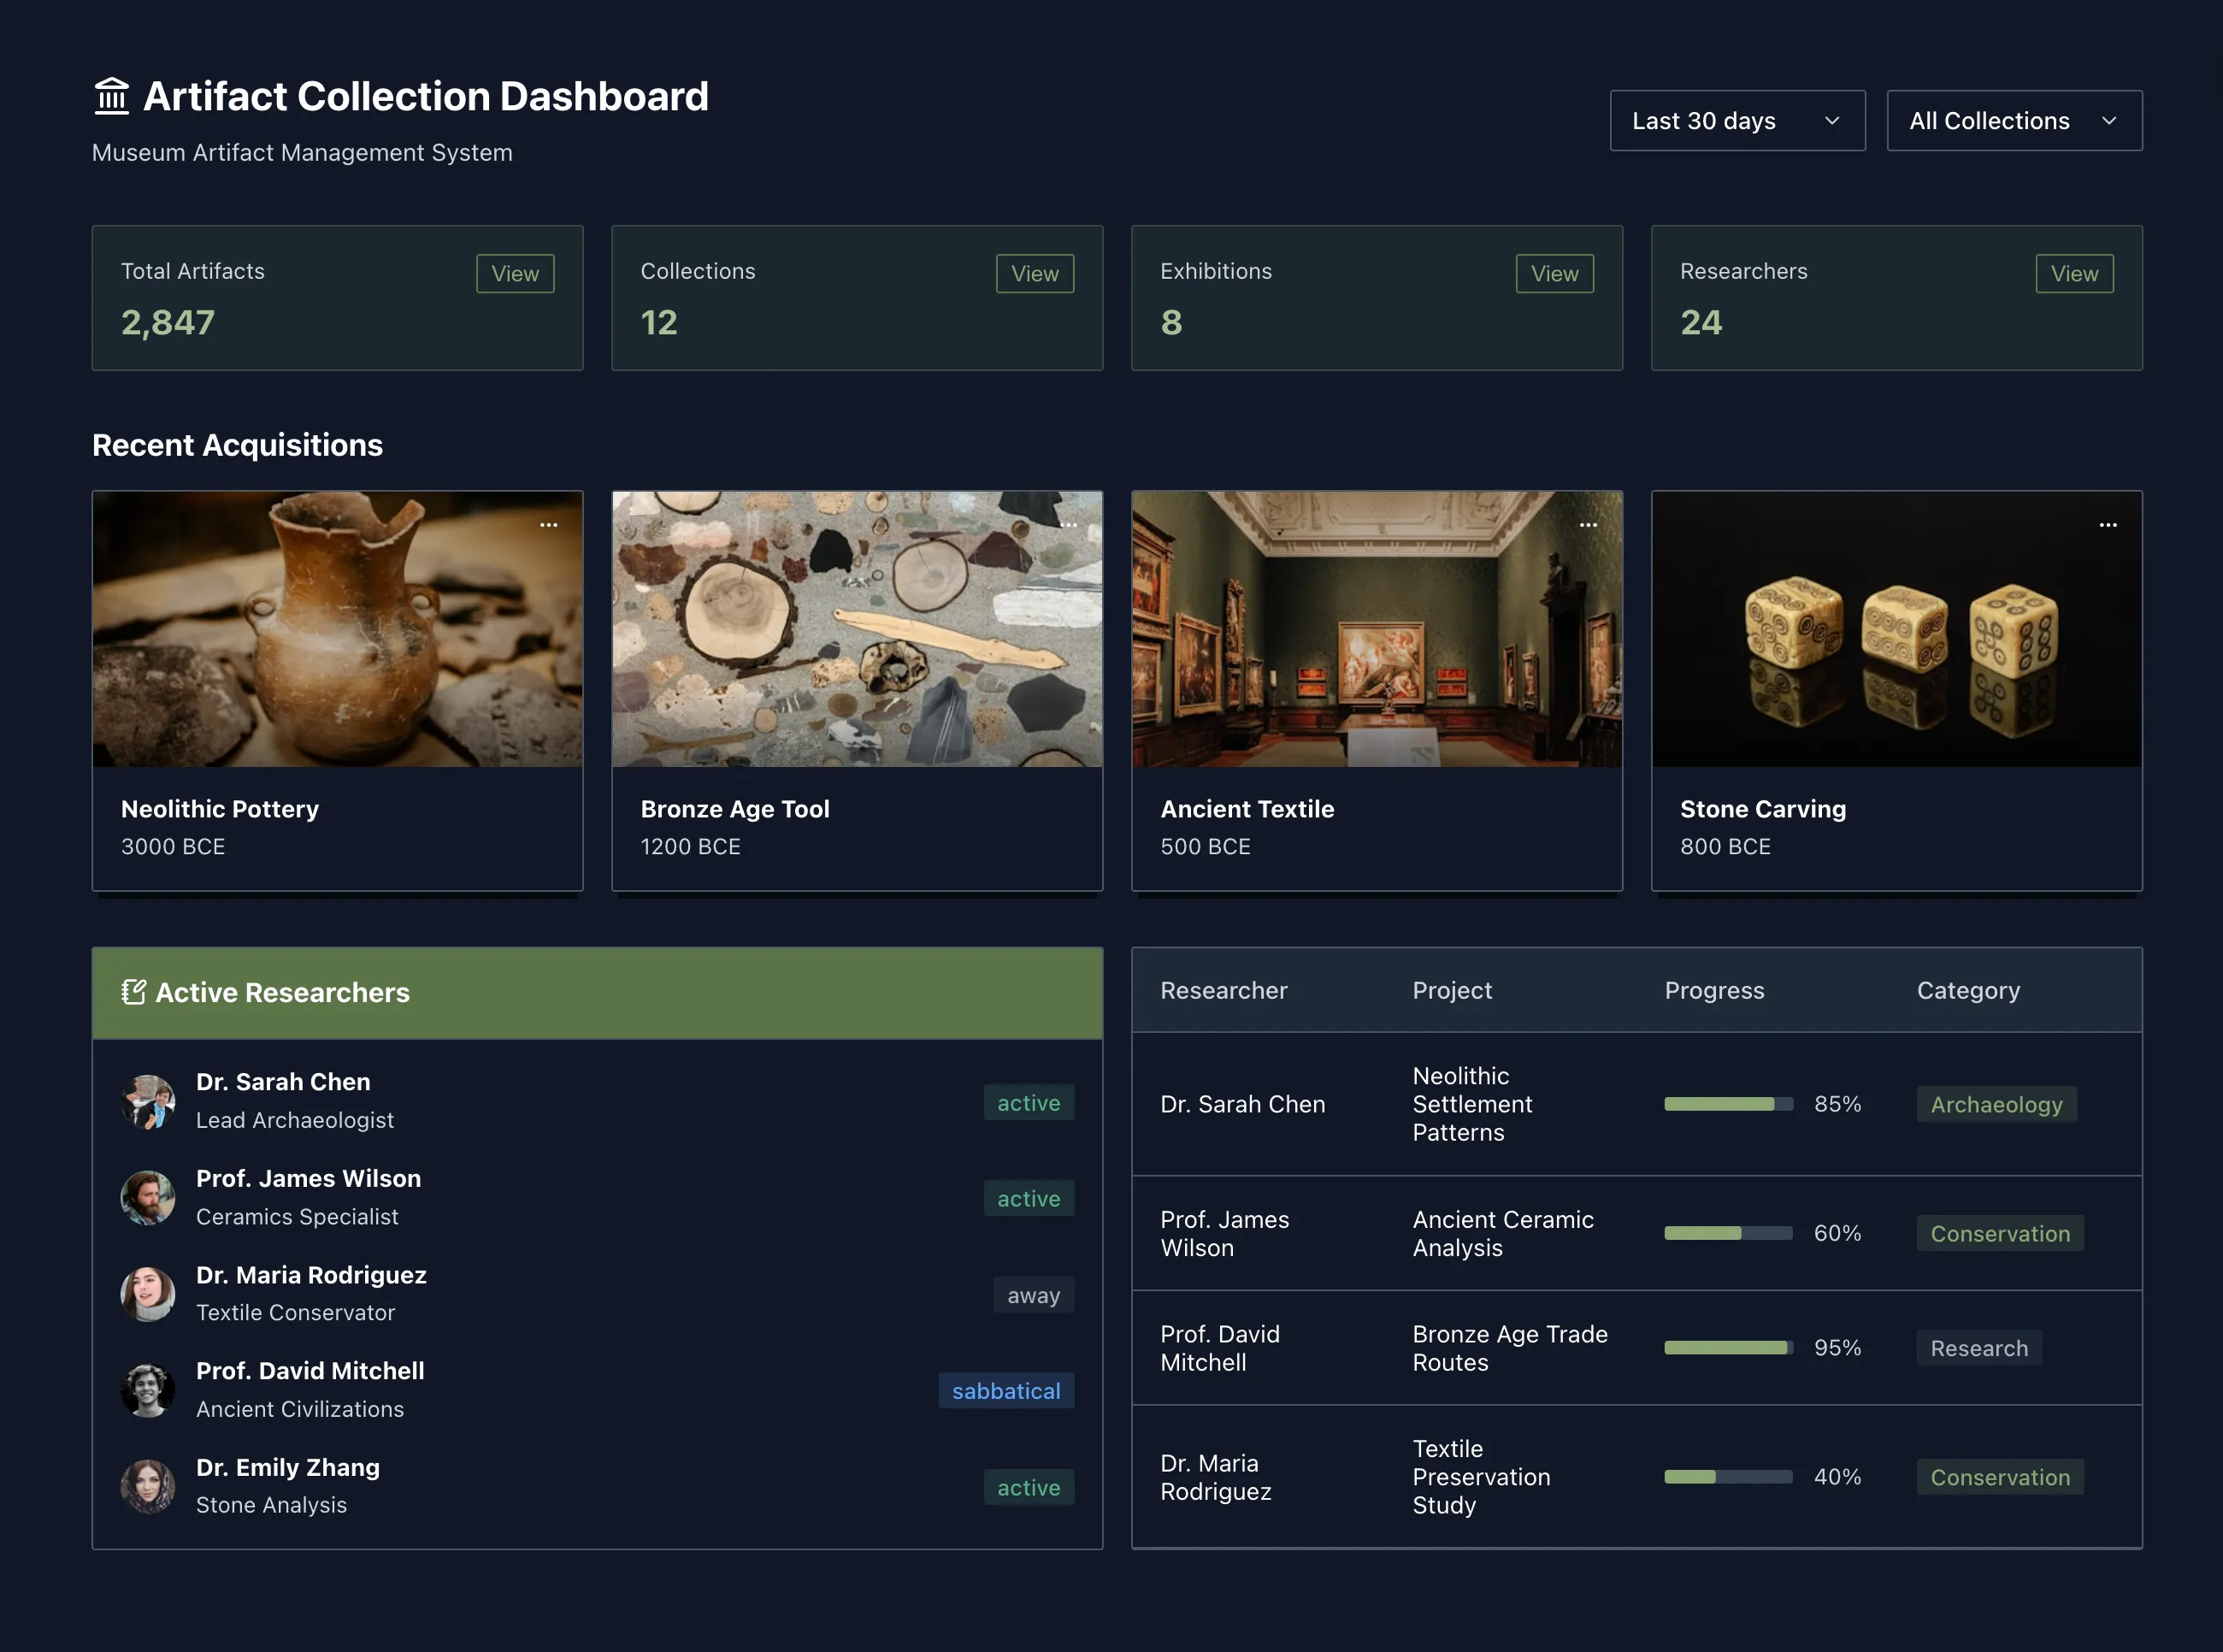 Artifact Collection Dashboard
Museum Artifact Management System
Last 30 days
All Collections
Total Artifacts
View
2,847
Collections
View
12
Exhibitions
View
8
Researchers
View
24
Recent Acquisitions
Neolithic Pottery
3000 BCE
Bronze Age Tool
1200 BCE
Ancient Textile
500 BCE
Stone Carving
800 BCE
Active Researchers
Dr. Sarah Chen
Lead Archaeologist
active
Prof. James Wilson
Ceramics Specialist
active
Dr. Maria Rodriguez
Textile Conservator
away
Prof. David Mitchell
Ancient Civilizations
sabbatical
Dr. Emily Zhang
Stone Analysis
active
Researcher
Project
Progress
Category
Dr. Sarah Chen
Neolithic
Settlement
Patterns
85%
Archaeology
Prof. James
Wilson
Ancient Ceramic
Analysis
60%
Conservation
Prof. David
Mitchell
Bronze Age Trade
Routes
95%
Research
Dr. Maria
Rodriguez
Textile
Preservation
Study
40%
Conservation